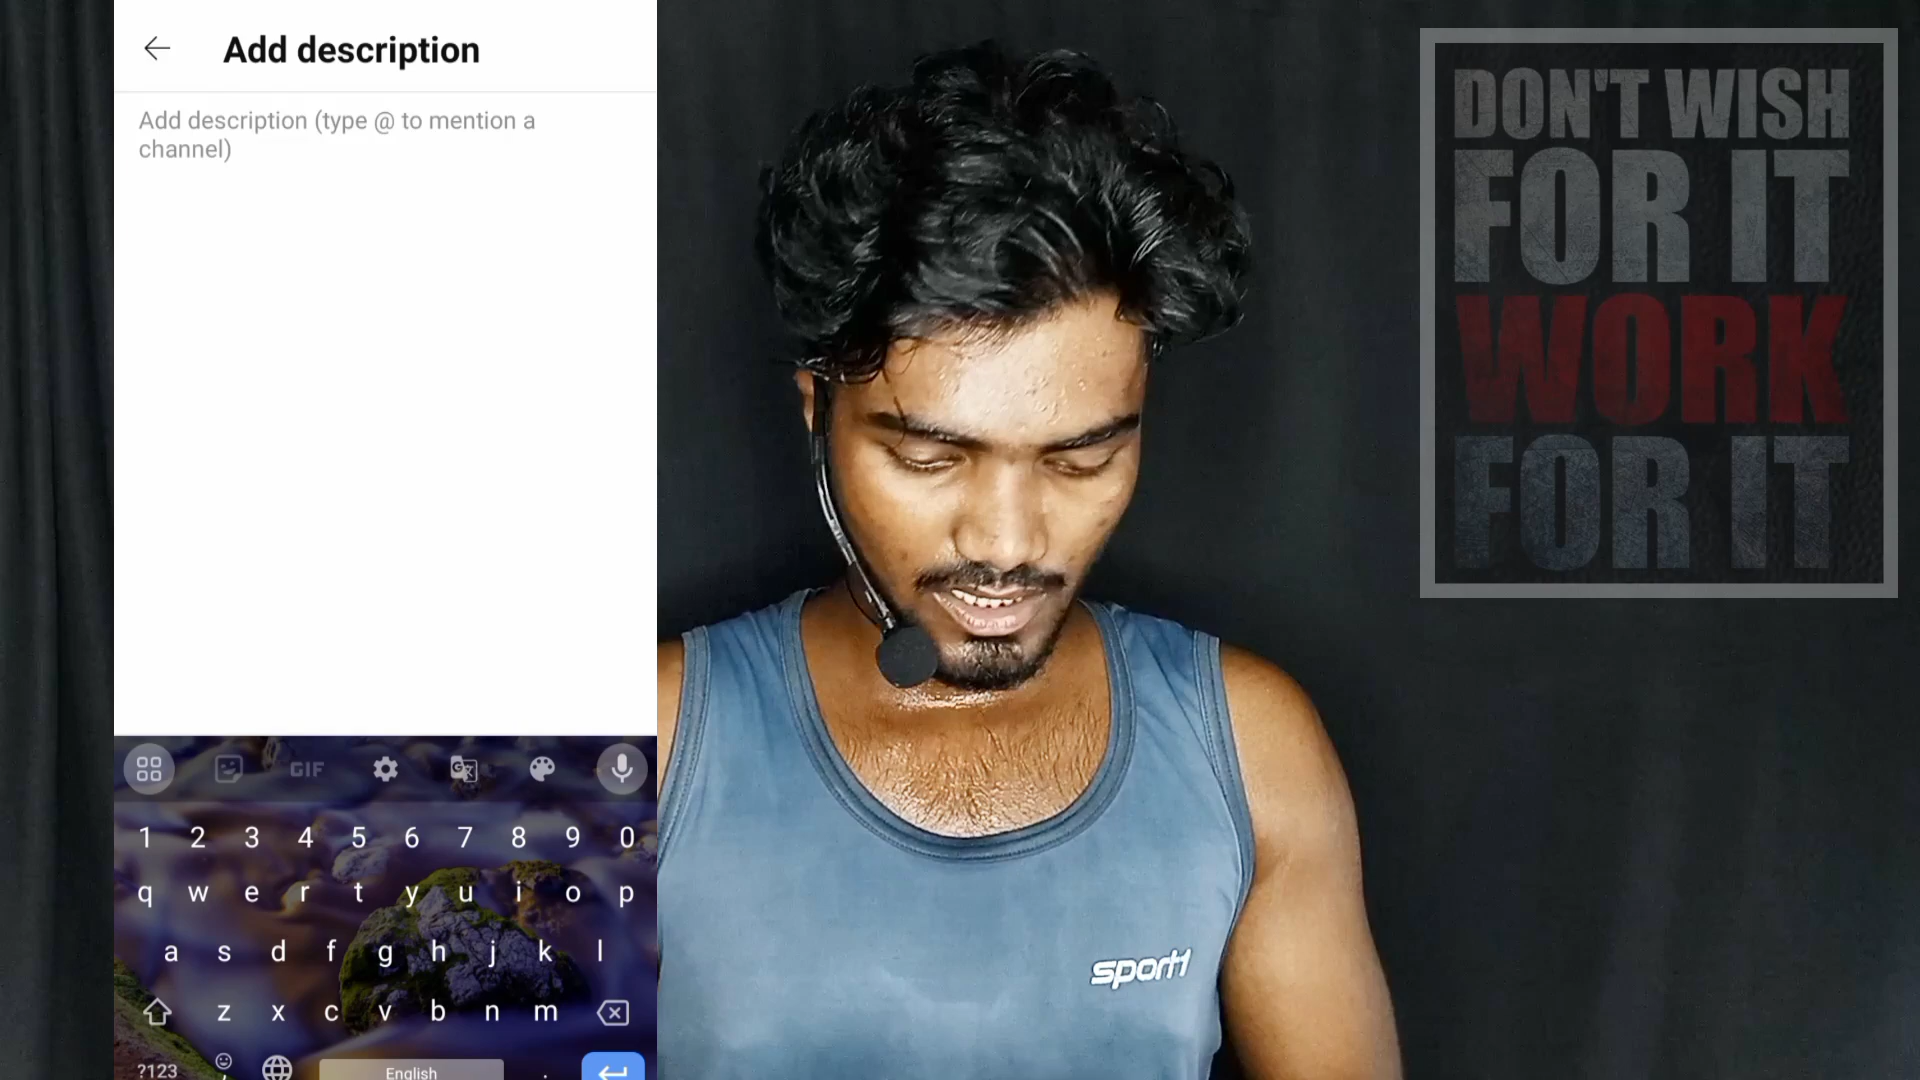 Add description
Add description (type @ to mention a
channel)
GIF
1 2 3 4 5 6 7 8 9 0
q w e r t y u i o p
a s d f g h j k l
z x c v b n m
?123 , English .
DON'T WISH
FOR IT
WORK
FOR IT
sport1